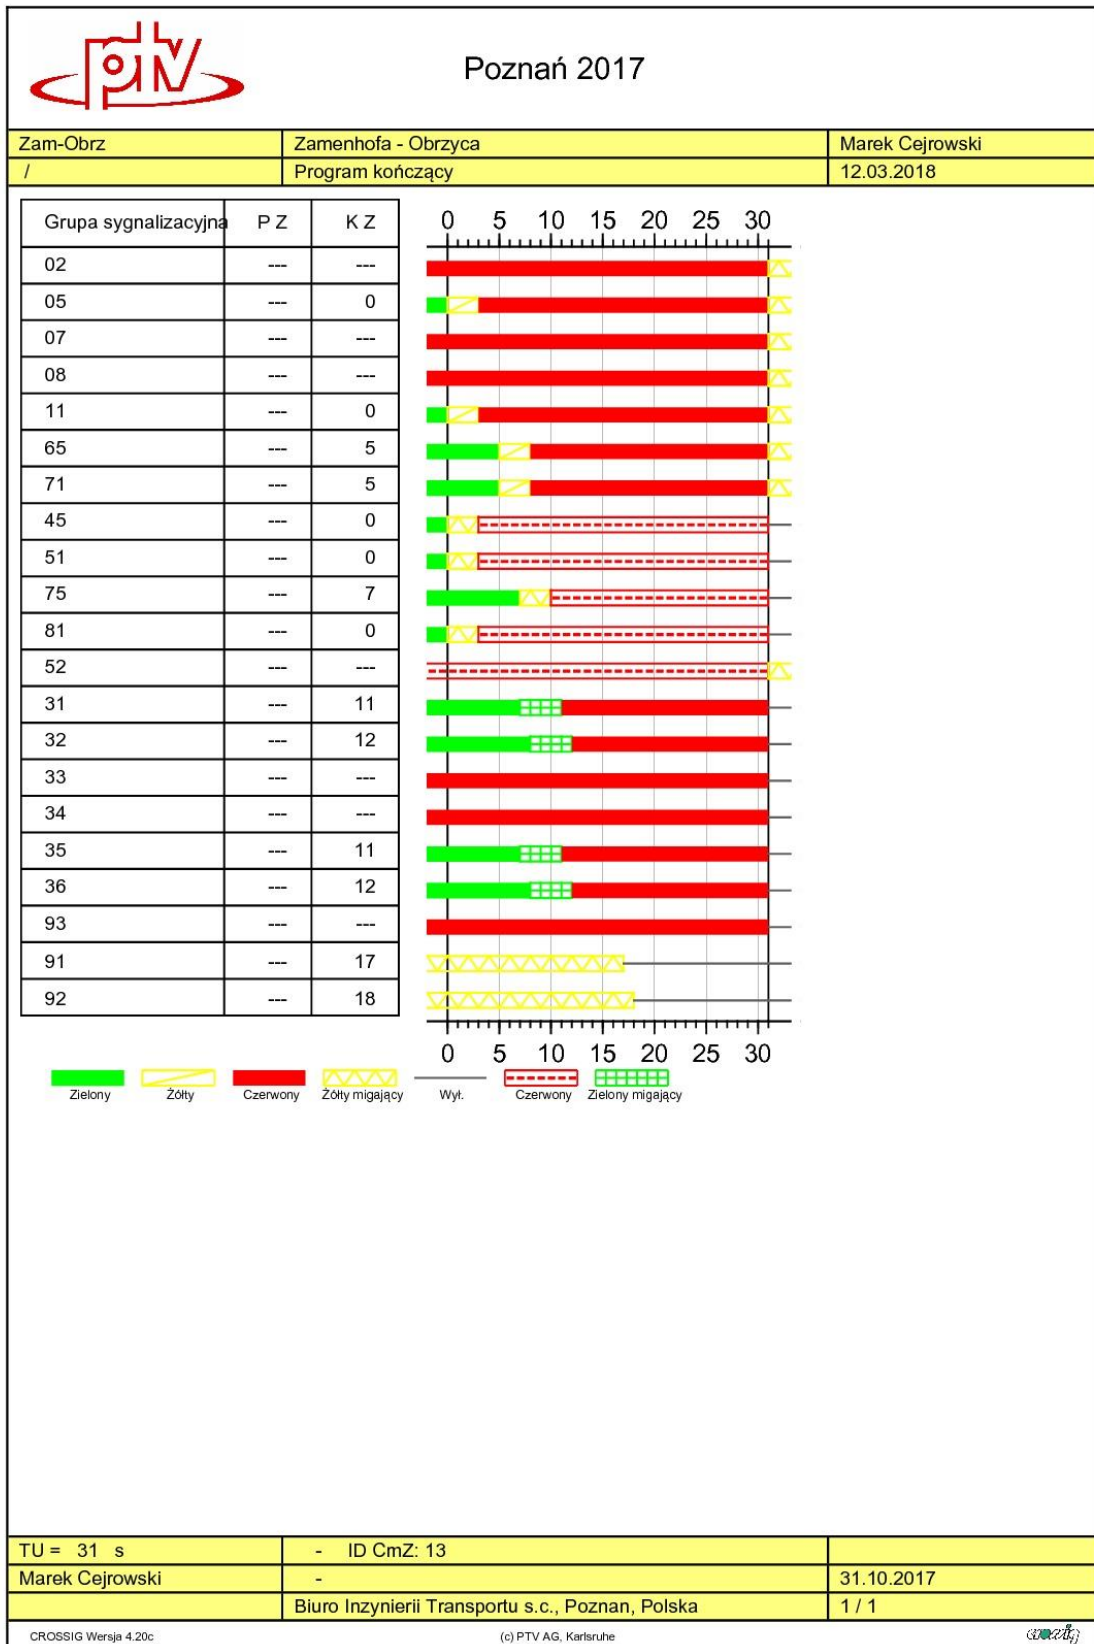 ptv
Poznań 2017
Zam-Obrz Zamenhofa - Obrzyca Marek Cejrowski
/ Program kończący 12.03.2018
Grupa sygnalizacyjna P Z K Z 0 5 10 15 20 25 30
02 --- ---
05 --- 0
07 --- ---
08 --- ---
11 --- 0
65 --- 5
71 --- 5
45 --- 0
51 --- 0
75 --- 7
81 --- 0
52 --- ---
31 --- 11
32 --- 12
33 --- ---
34 --- ---
35 --- 11
36 --- 12
93 --- ---
91 --- 17
92 --- 18
0 5 10 15 20 25 30
Zielony Żółty Czerwony Żółty migający Wył. Czerwony Zielony migający
TU = 31 s - ID CmZ: 13
Marek Cejrowski - 31.10.2017
Biuro Inzynierii Transportu s.c., Poznan, Polska 1 / 1
CROSSIG Wersja 4.20c (c) PTV AG, Karlsruhe crossig